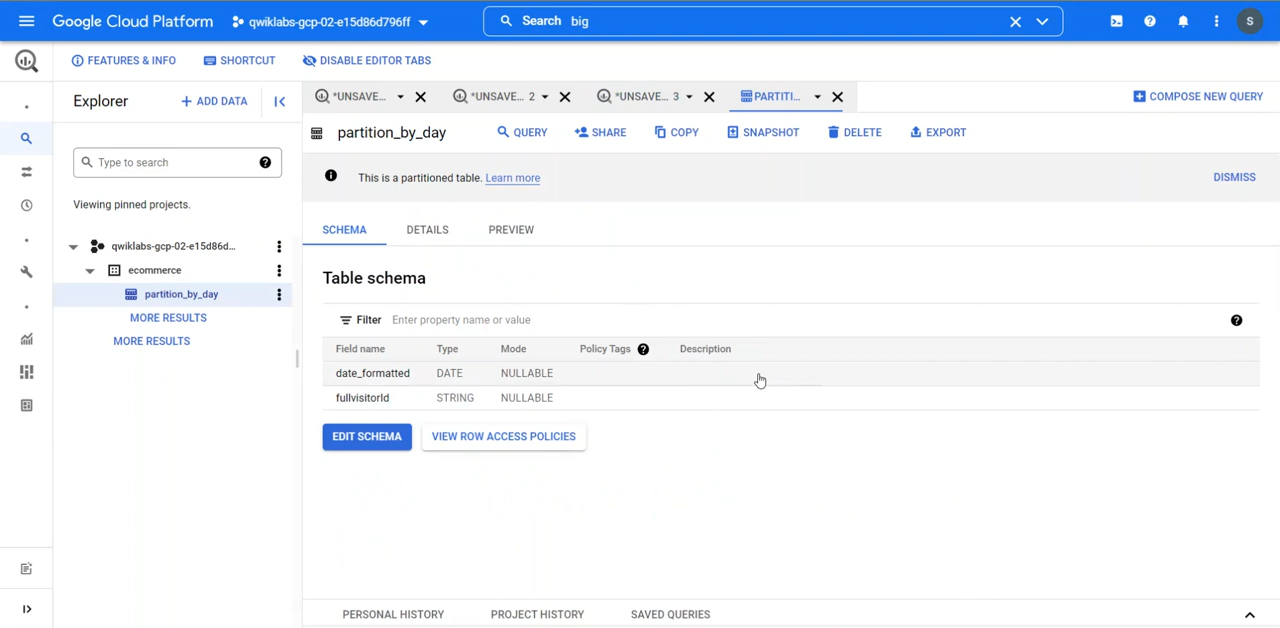 Google Cloud Platform qwiklabs-gcp-02-e15d86d796ff Search big S
FEATURES & INFO SHORTCUT DISABLE EDITOR TABS
Explorer + ADD DATA
*UNSAVE... *UNSAVE... 2 *UNSAVE... 3 PARTITI... COMPOSE NEW QUERY
partition_by_day QUERY SHARE COPY SNAPSHOT DELETE EXPORT
Type to search
This is a partitioned table. Learn more DISMISS
Viewing pinned projects.
SCHEMA DETAILS PREVIEW
qwiklabs-gcp-02-e15d86d...
ecommerce
partition_by_day
MORE RESULTS
MORE RESULTS
Table schema
Filter Enter property name or value
Field name Type Mode Policy Tags Description
date_formatted DATE NULLABLE
fullvisitorId STRING NULLABLE
EDIT SCHEMA VIEW ROW ACCESS POLICIES
PERSONAL HISTORY PROJECT HISTORY SAVED QUERIES